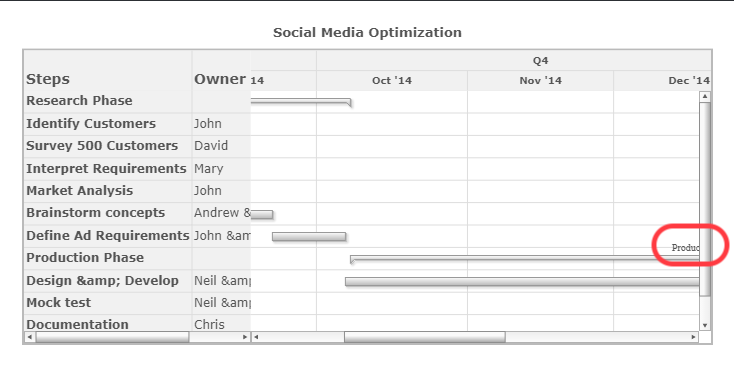 Social Media Optimization
Q4
Steps Owner 14 Oct '14 Nov '14 Dec '14
Research Phase
Identify Customers John
Survey 500 Customers David
Interpret Requirements Mary
Market Analysis John
Brainstorm concepts Andrew &
Define Ad Requirements John &am
Produc
Production Phase
Design &amp; Develop Neil &amp
Mock test Neil &amp
Documentation Chris